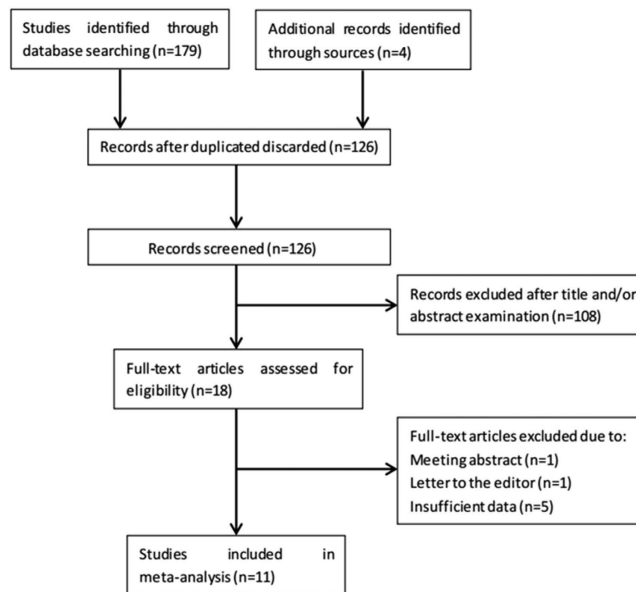 Studies identified through
database searching (n=179)
Additional records identified
through sources (n=4)
Records after duplicated discarded (n=126)
Records screened (n=126)
Records excluded after title and/or
abstract examination (n=108)
Full-text articles assessed for
eligibility (n=18)
Full-text articles excluded due to:
Meeting abstract (n=1)
Letter to the editor (n=1)
Insufficient data (n=5)
Studies included in
meta-analysis (n=11)